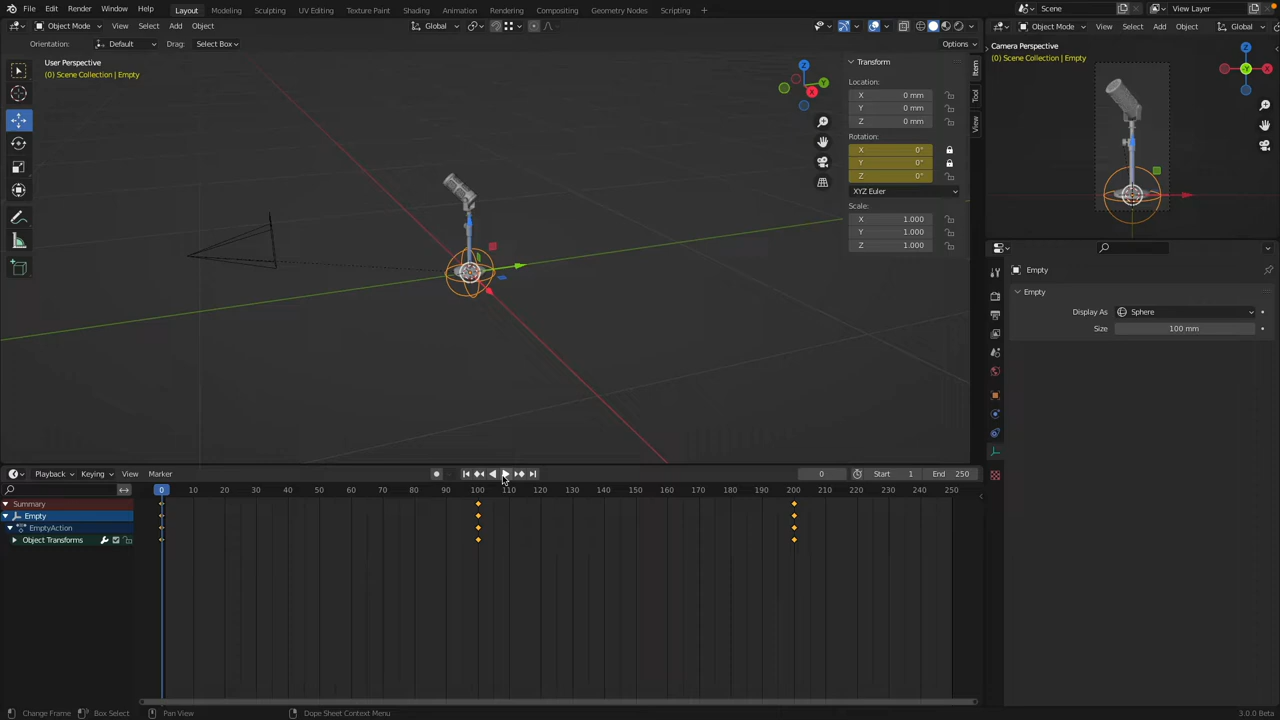 File Edit Render Window Help Layout Modeling Sculpting UV Editing Texture Paint Shading Animation Rendering Compositing Geometry Nodes Scripting + Scene View Layer
Object Mode View Select Add Object Global Object Mode View Select Add Object Global
Orientation: Default Drag: Select Box Options
User Perspective
(0) Scene Collection | Empty
Z
Y
X
Transform
Location:
X 0 mm
Y 0 mm
Z 0 mm
Rotation:
X 0°
Y 0°
Z 0°
XYZ Euler
Scale:
X 1.000
Y 1.000
Z 1.000
Item
Tool
View
Camera Perspective
(0) Scene Collection | Empty
Z
Y
X
Empty
Empty
Display As Sphere
Size 100 mm
Playback Keying View Marker 0 Start 1 End 250
0 10 20 30 40 50 60 70 80 90 100 110 120 130 140 150 160 170 180 190 200 210 220 230 240 250
Summary
Empty
EmptyAction
Object Transforms
Change Frame Box Select Pan View Dope Sheet Context Menu 3.0.0 Beta